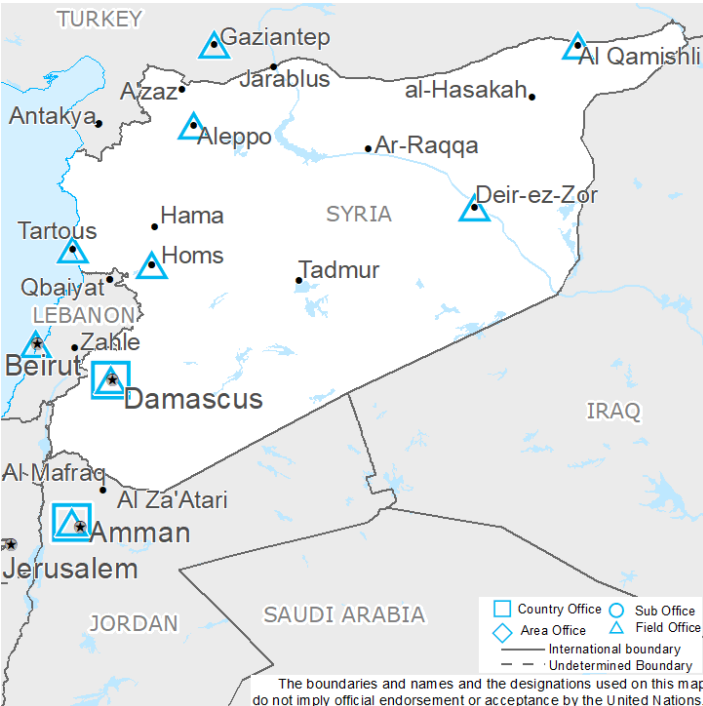 TURKEY
Gaziantep
Al Qamishli
Jarablus
A'zaz
al-Hasakah
Antakya
Aleppo
Ar-Raqqa
Deir-ez-Zor
Hama
SYRIA
Tartous
Homs
Tadmur
Qbaiyat
LEBANON
Zahle
Beirut
Damascus
IRAQ
Al-Mafraq
Al Za'Atari
Amman
Jerusalem
JORDAN
SAUDI ARABIA
Country Office
Sub Office
Area Office
Field Office
International boundary
Undetermined Boundary
The boundaries and names and the designations used on this map
do not imply official endorsement or acceptance by the United Nations.